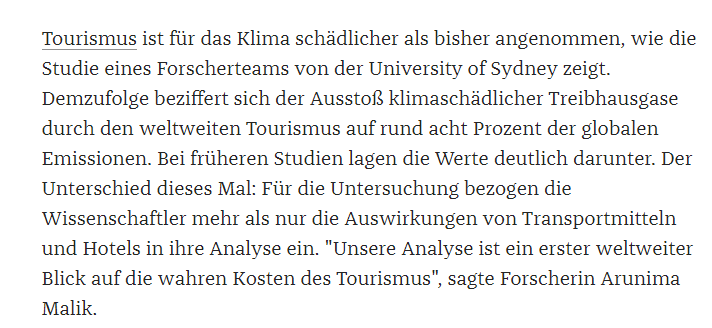 Tourismus ist für das Klima schädlicher als bisher angenommen, wie die
Studie eines Forscherteams von der University of Sydney zeigt.
Demzufolge beziffert sich der Ausstoß klimaschädlicher Treibhausgase
durch den weltweiten Tourismus auf rund acht Prozent der globalen
Emissionen. Bei früheren Studien lagen die Werte deutlich darunter. Der
Unterschied dieses Mal: Für die Untersuchung bezogen die
Wissenschaftler mehr als nur die Auswirkungen von Transportmitteln
und Hotels in ihre Analyse ein. "Unsere Analyse ist ein erster weltweiter
Blick auf die wahren Kosten des Tourismus", sagte Forscherin Arunima
Malik.